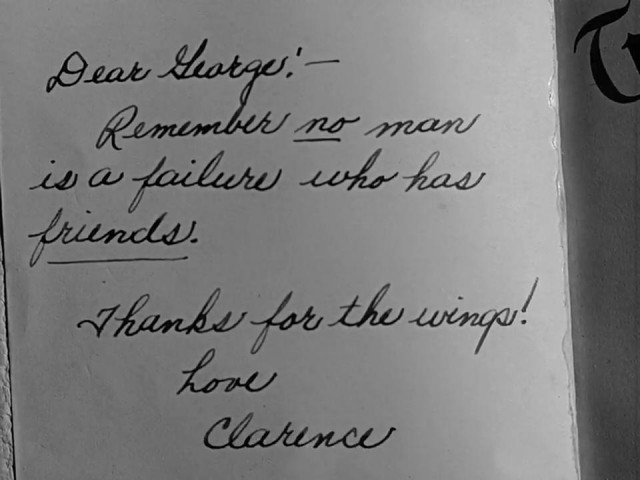 Dear George:—
Remember no man
is a failure who has
friends.
Thanks for the wings!
Love
Clarence